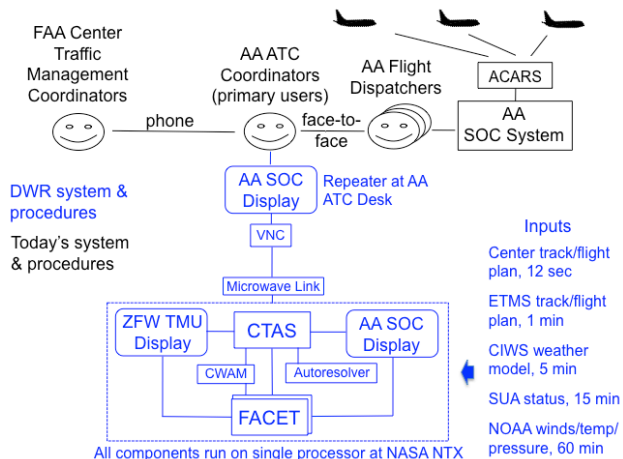 FAA Center
Traffic
Management
Coordinators
AA ATC
Coordinators
(primary users)
AA Flight
Dispatchers
ACARS
AA
SOC System
phone
face-to-
face
DWR system &
procedures
Today's system
& procedures
AA SOC
Display
Repeater at AA
ATC Desk
VNC
Microwave Link
ZFW TMU
Display
CTAS
AA SOC
Display
CWAM
Autoresolver
FACET
All components run on single processor at NASA NTX
Inputs
Center track/flight
plan, 12 sec
ETMS track/flight
plan, 1 min
CIWS weather
model, 5 min
SUA status, 15 min
NOAA winds/temp/
pressure, 60 min